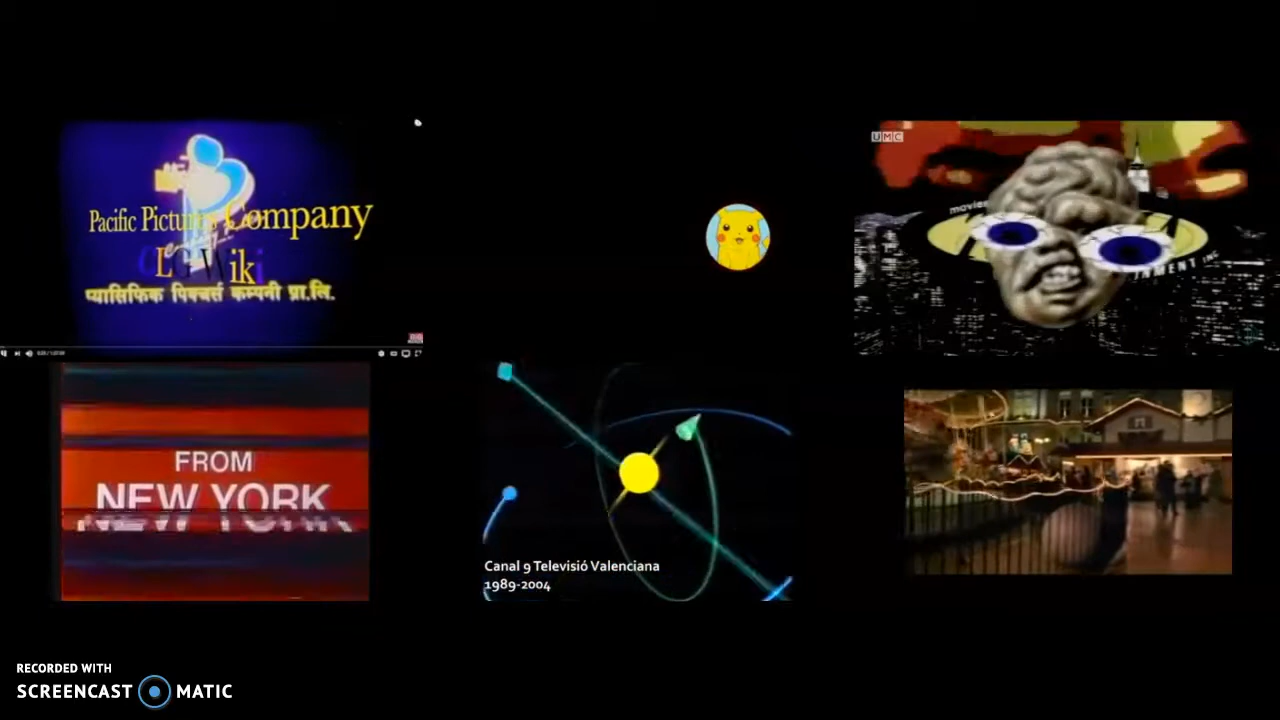 Pacific Pictures Company
प्यासिफिक पिक्चर्स कम्पनी प्रा.लि.
UMC
FROM
NEW YORK
Canal 9 Televisió Valenciana
1989-2004
RECORDED WITH
SCREENCAST MATIC